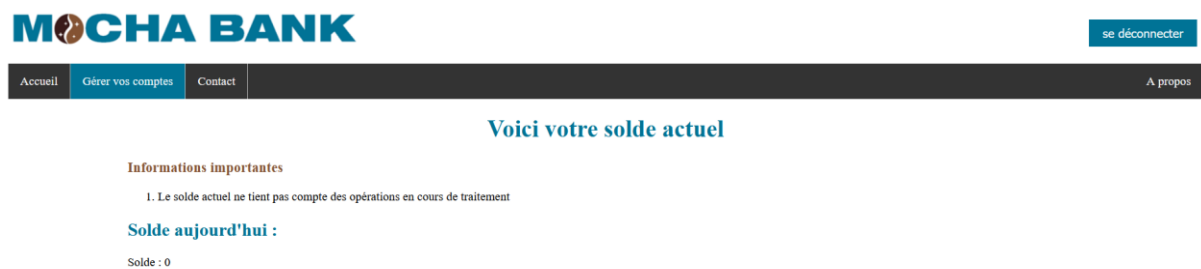 MOCHA BANK
se déconnecter
Accueil Gérer vos comptes Contact A propos
Voici votre solde actuel
Informations importantes
1. Le solde actuel ne tient pas compte des opérations en cours de traitement
Solde aujourd'hui :
Solde : 0